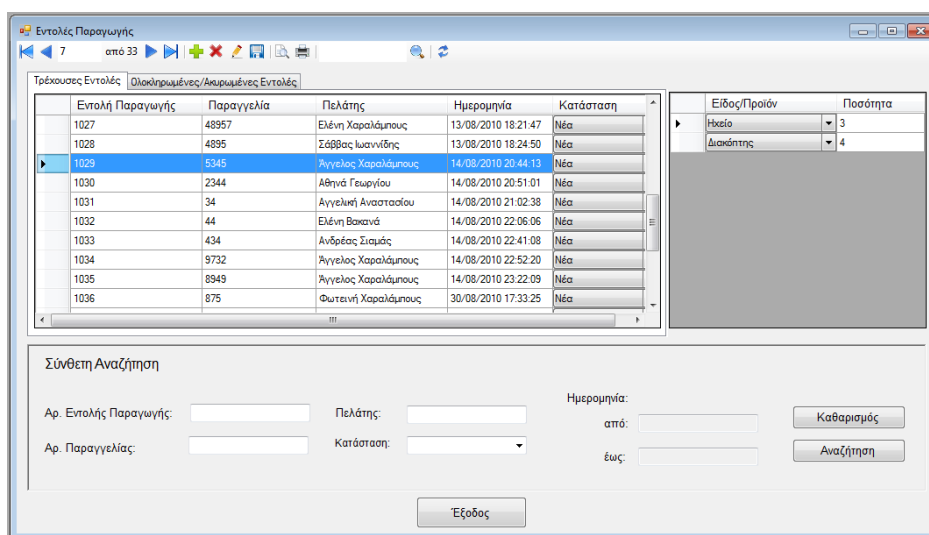 Εντολές Παραγωγής
7 από 33
Τρέχουσες Εντολές Ολοκληρωμένες/Ακυρωμένες Εντολές
Εντολή Παραγωγής Παραγγελία Πελάτης Ημερομηνία Κατάσταση Είδος/Προϊόν Ποσότητα
1027 48957 Ελένη Χαραλάμπους 13/08/2010 18:21:47 Νέα Ηχείο 3
1028 4895 Σάββας Ιωαννίδης 13/08/2010 18:24:50 Νέα Διακόπτης 4
1029 5345 Άγγελος Χαραλάμπους 14/08/2010 20:44:13 Νέα
1030 2344 Αθηνά Γεωργίου 14/08/2010 20:51:01 Νέα
1031 34 Αγγελική Αναστασίου 14/08/2010 21:02:38 Νέα
1032 44 Ελένη Βακανά 14/08/2010 22:06:06 Νέα
1033 434 Ανδρέας Σιαμάς 14/08/2010 22:41:08 Νέα
1034 9732 Άγγελος Χαραλάμπους 14/08/2010 22:52:20 Νέα
1035 8949 Άγγελος Χαραλάμπους 14/08/2010 23:22:09 Νέα
1036 875 Φωτεινή Χαραλάμπους 30/08/2010 17:33:25 Νέα
Σύνθετη Αναζήτηση
Ημερομηνία:
Αρ. Εντολής Παραγωγής: Πελάτης: από: Καθαρισμός
Αρ. Παραγγελίας: Κατάσταση: έως: Αναζήτηση
Έξοδος